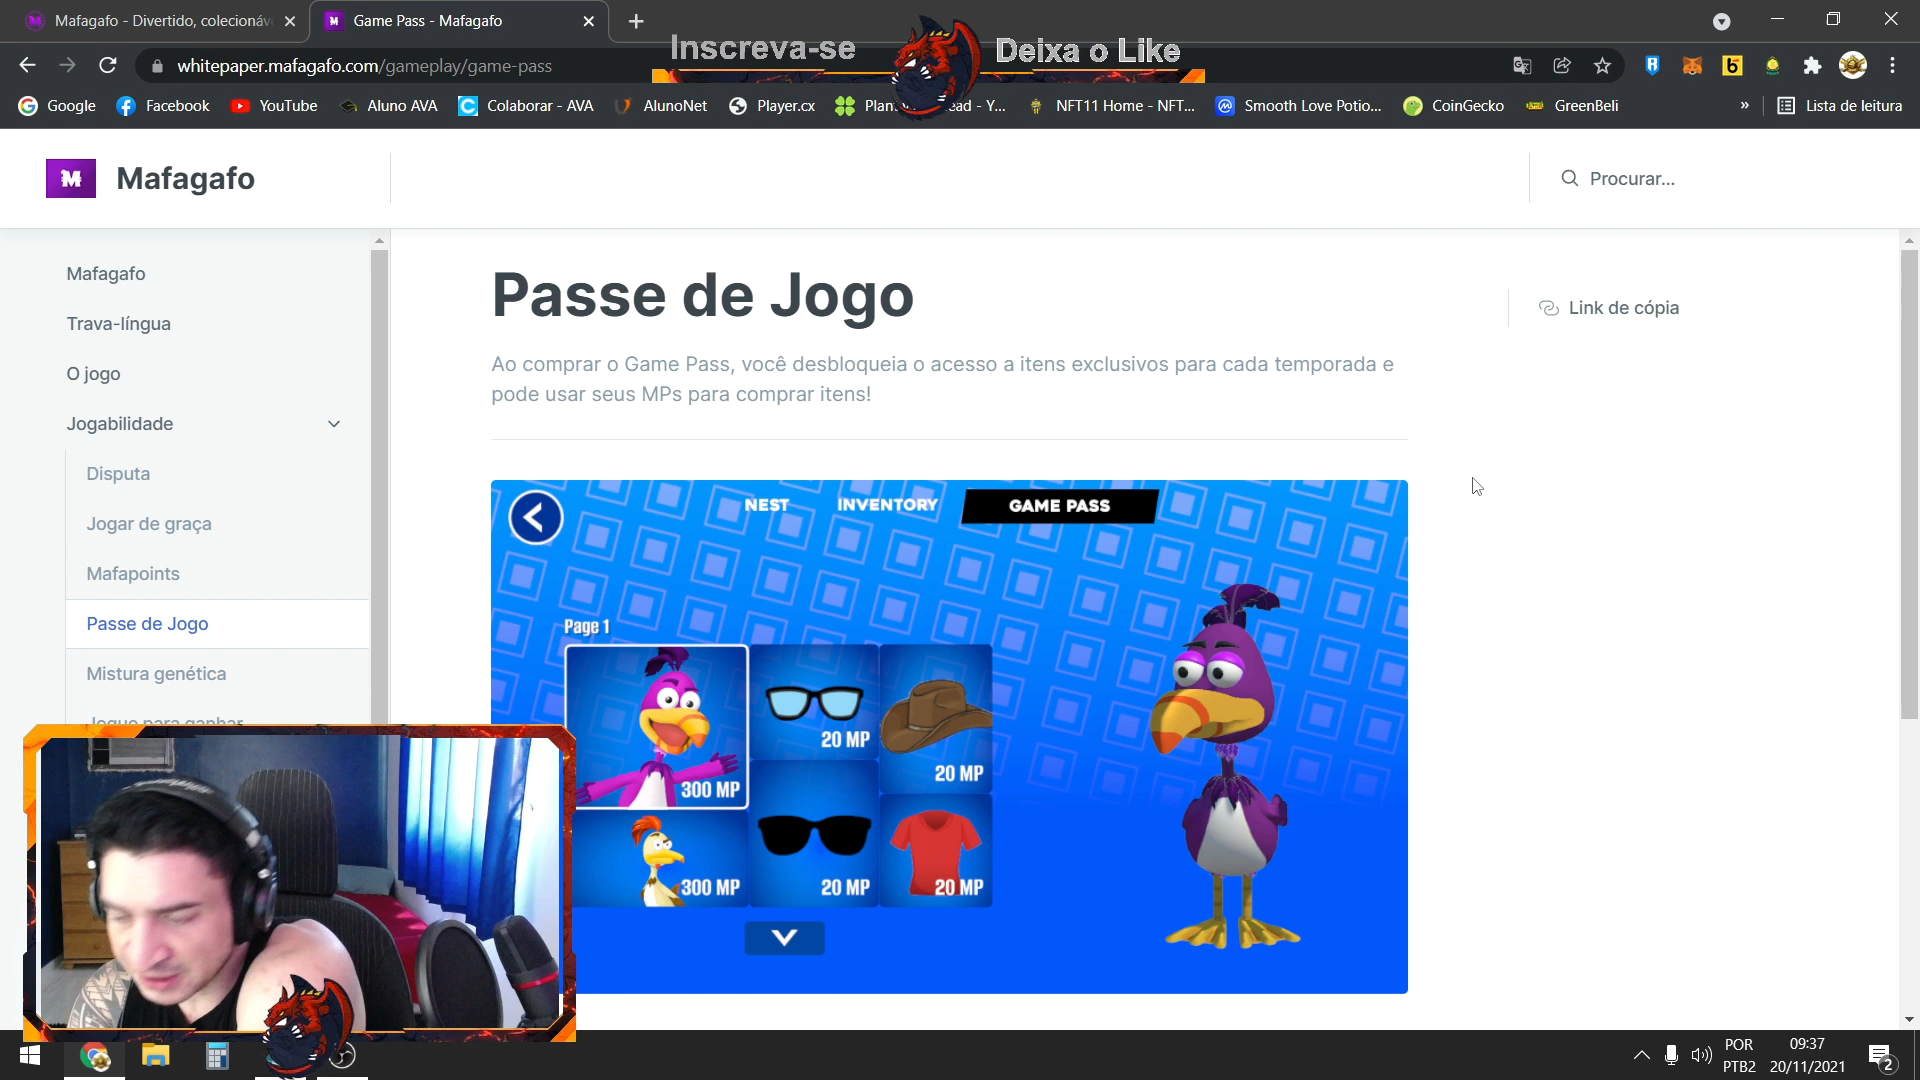 Mafagafo - Divertido, colecionáv
Game Pass - Mafagafo
Inscreva-se
Deixa o Like
whitepaper.mafagafo.com/gameplay/game-pass
Google
Facebook
YouTube
Aluno AVA
Colaborar - AVA
AlunoNet
Player.cx
NFT11 Home - NFT...
Smooth Love Potio...
CoinGecko
GreenBeli
»
Lista de leitura
M
Mafagafo
Procurar...
Mafagafo
Trava-língua
O jogo
Jogabilidade
Disputa
Jogar de graça
Mafapoints
Passe de Jogo
Mistura genética
Jogue para ganhar
Passe de Jogo
Link de cópia
Ao comprar o Game Pass, você desbloqueia o acesso a itens exclusivos para cada temporada e
pode usar seus MPs para comprar itens!
NEST
INVENTORY
GAME PASS
Page 1
300 MP
20 MP
20 MP
300 MP
20 MP
20 MP
POR
PTB2
09:37
20/11/2021
2